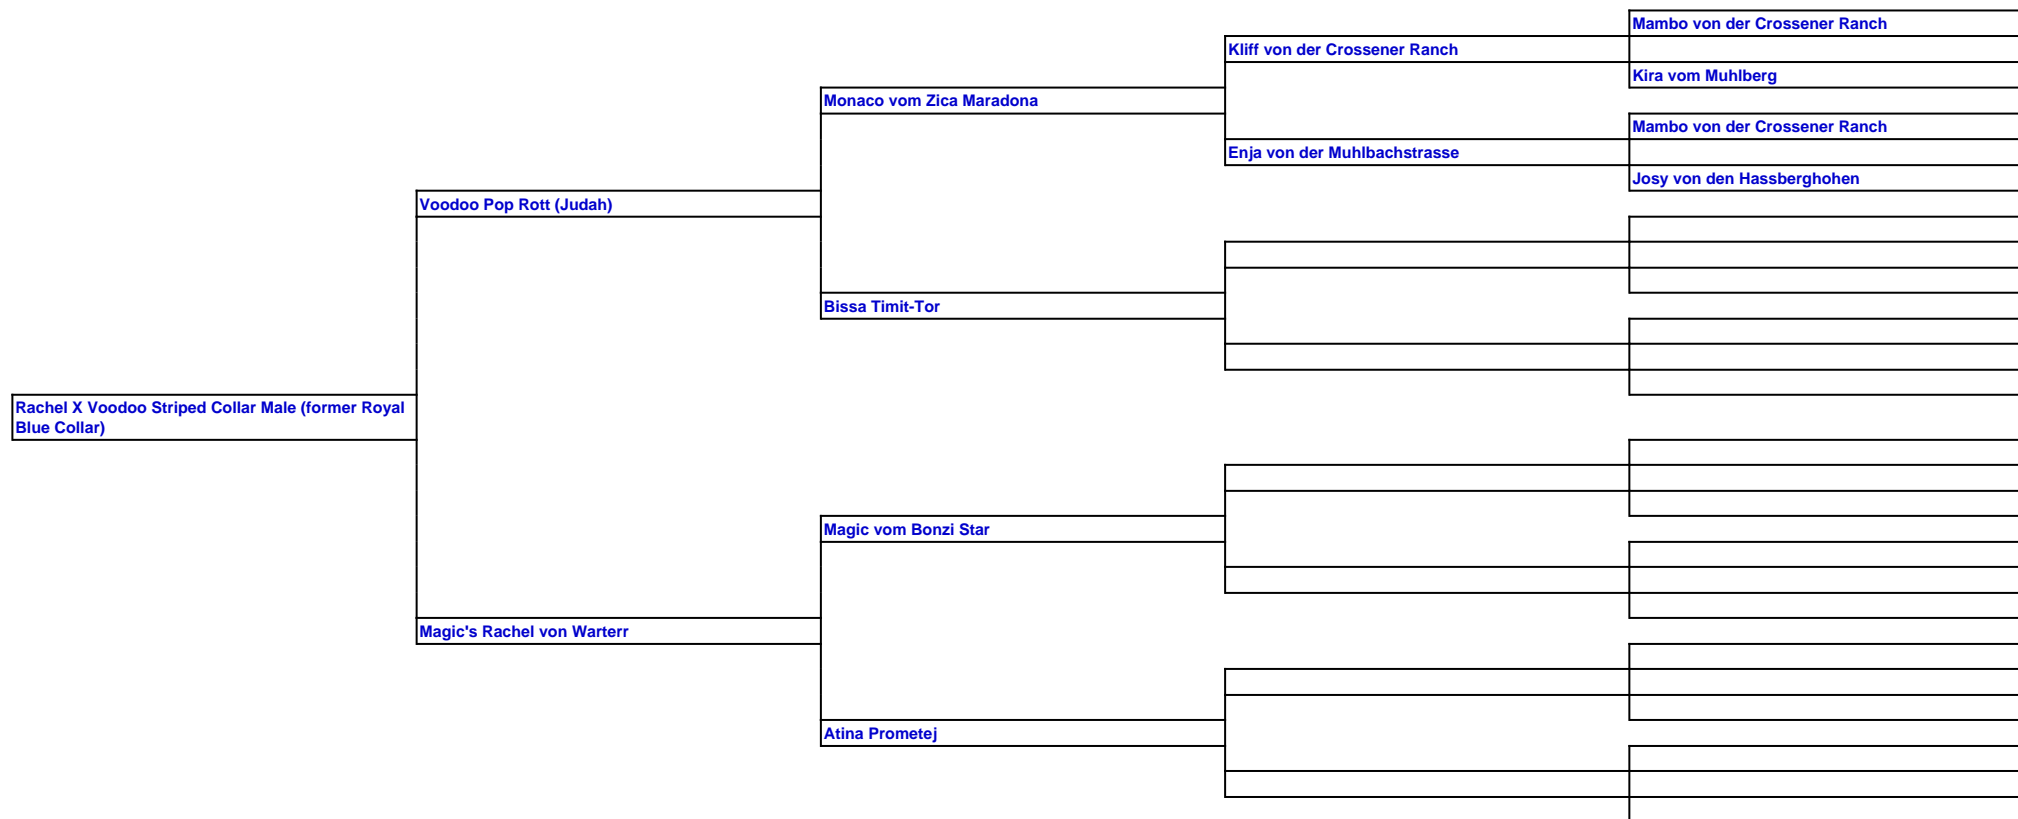 Mambo von der Crossener Ranch
Kliff von der Crossener Ranch
Kira vom Muhlberg
Monaco vom Zica Maradona
Mambo von der Crossener Ranch
Enja von der Muhlbachstrasse
Josy von den Hassberghohen
Voodoo Pop Rott (Judah)
Bissa Timit-Tor
Rachel X Voodoo Striped Collar Male (former Royal
Blue Collar)
Magic vom Bonzi Star
Magic's Rachel von Warterr
Atina Prometej